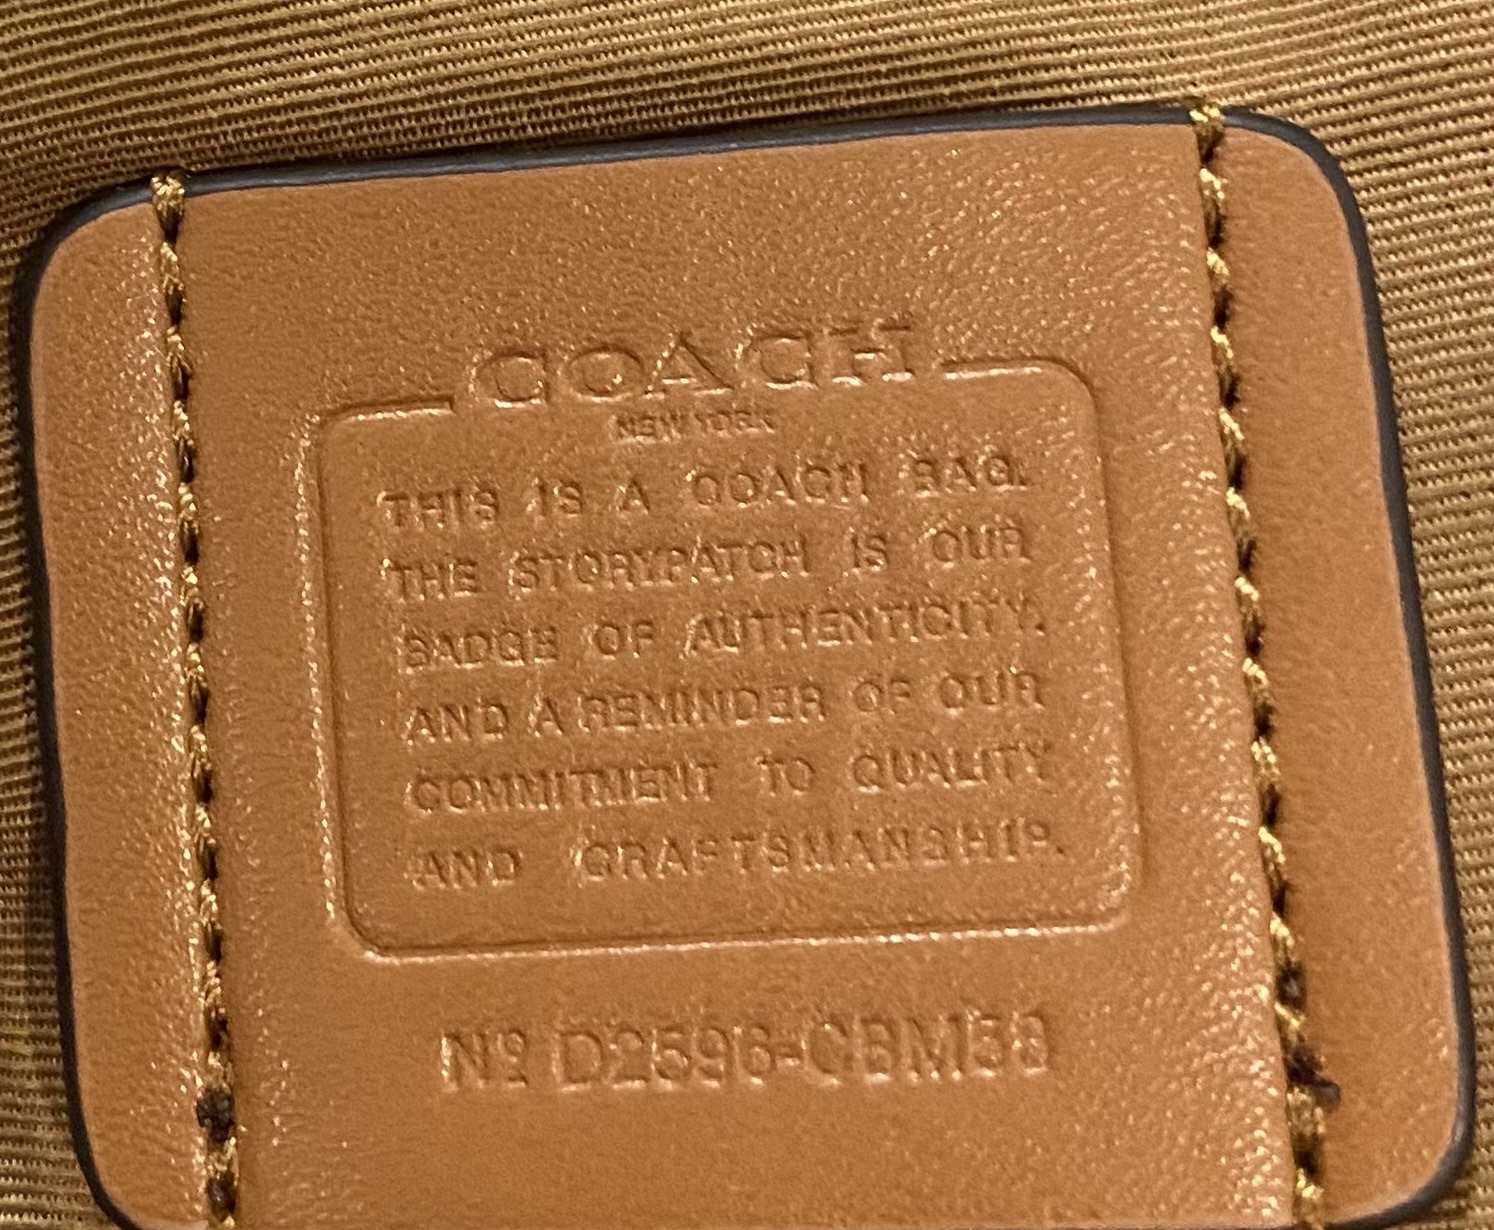 COACH
NEW YORK
THIS IS A COACH BAG.
THE STORYPATCH IS OUR
BADGE OF AUTHENTICITY.
AND A REMINDER OF OUR
COMMITMENT TO QUALITY
AND CRAFTSMANSHIP.
Nº D2596-CBM58